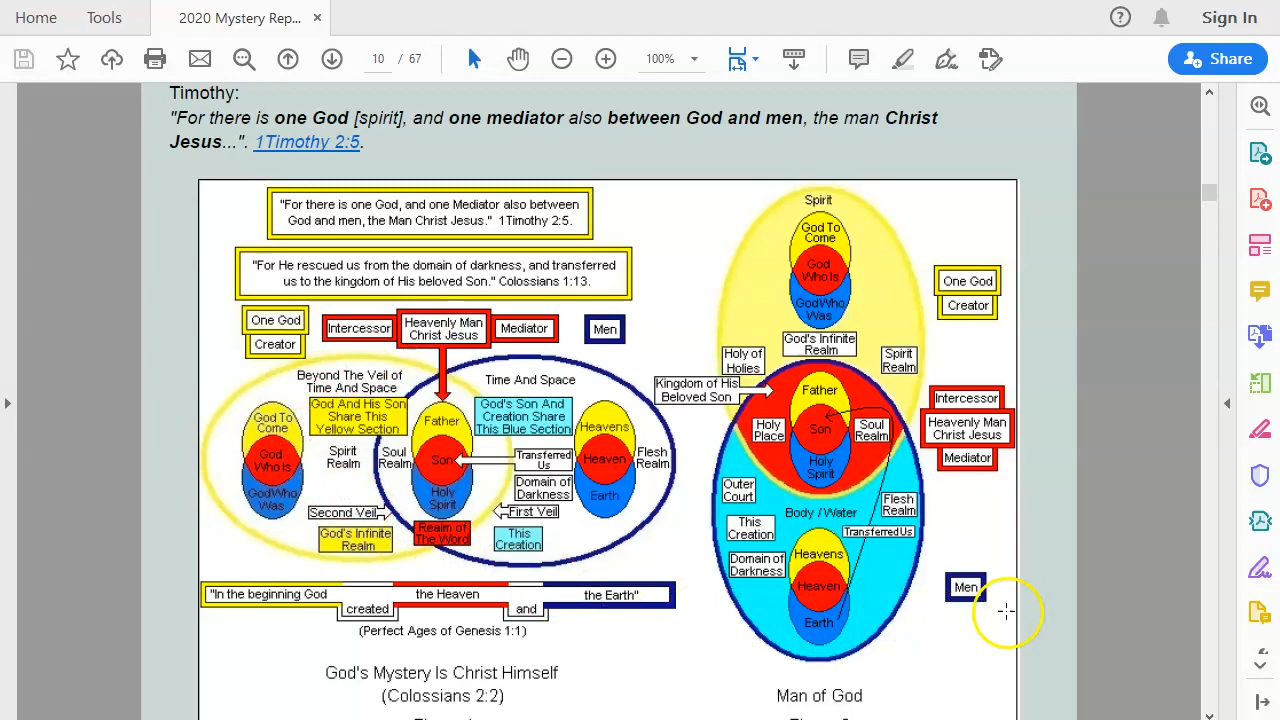 Home
Tools
2020 Mystery Rep...
×
Sign In
10 / 67
100%
Share
Timothy:
"For there is one God [spirit], and one mediator also between God and men, the man Christ
Jesus...". 1Timothy 2:5.
"For there is one God, and one Mediator also between
God and men, the Man Christ Jesus." 1Timothy 2:5.
"For He rescued us from the domain of darkness, and transferred
us to the kingdom of His beloved Son." Colossians 1:13.
One God
Creator
Intercessor
Heavenly Man
Christ Jesus
Mediator
Men
Beyond The Veil of
Time And Space
Time And Space
God And His Son
Share This
Yellow Section
God's Son And
Creation Share
This Blue Section
God To
Come
God
Who Is
God Who
Was
Spirit
Realm
Soul
Realm
Father
Son
Holy
Spirit
Transferred
Us
Domain of
Darkness
First Veil
Second Veil
Heavens
Heaven
Earth
Flesh
Realm
God's Infinite
Realm
Realm of
The Word
This
Creation
"In the beginning God
created
the Heaven
and
the Earth"
(Perfect Ages of Genesis 1:1)
God's Mystery Is Christ Himself
(Colossians 2:2)
Spirit
God To
Come
God
Who Is
God Who
Was
God's Infinite
Realm
Holy of
Holies
Spirit
Realm
One God
Creator
Kingdom of His
Beloved Son
Father
Son
Holy
Spirit
Holy
Place
Soul
Realm
Intercessor
Heavenly Man
Christ Jesus
Mediator
Outer
Court
Body / Water
Flesh
Realm
This
Creation
Transferred Us
Domain of
Darkness
Heavens
Heaven
Earth
Men
Man of God